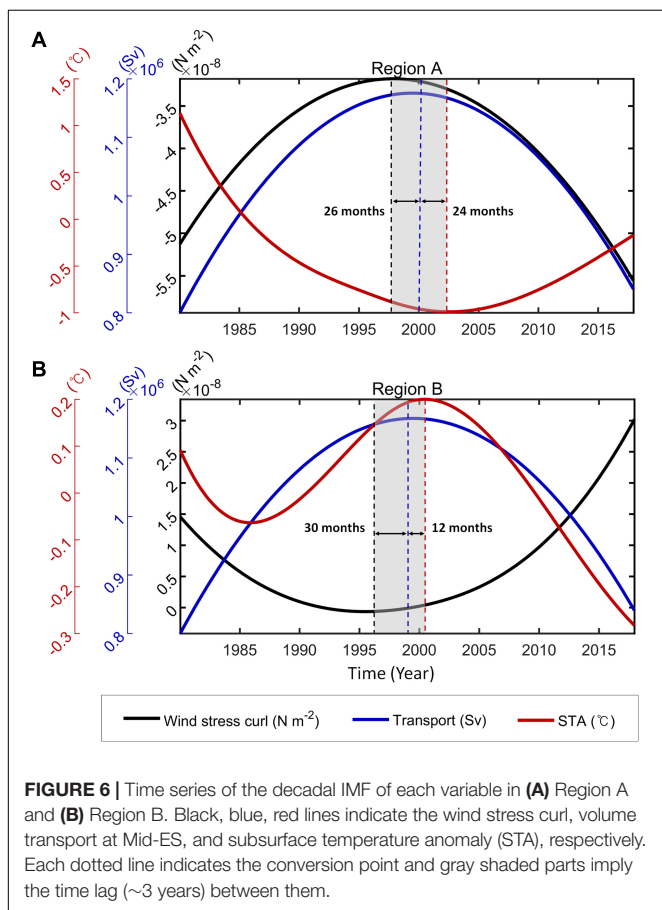 A
(℃)
(Sv)
×10⁶
(N m⁻²)
×10⁻⁸
Region A
1.5
1
0.5
0
-0.5
-1
1.2
1.1
1
0.9
0.8
-3.5
-4
-4.5
-5
-5.5
26 months
24 months
1985 1990 1995 2000 2005 2010 2015
B
(℃)
(Sv)
×10⁶
(N m⁻²)
×10⁻⁸
Region B
0.2
0.1
0
-0.1
-0.2
-0.3
1.2
1.1
1
0.9
0.8
3
2.5
2
1.5
1
0.5
0
30 months
12 months
1985 1990 1995 2000 2005 2010 2015
Time (Year)
Wind stress curl (N m⁻²) Transport (Sv) STA (℃)
FIGURE 6 | Time series of the decadal IMF of each variable in (A) Region A
and (B) Region B. Black, blue, red lines indicate the wind stress curl, volume
transport at Mid-ES, and subsurface temperature anomaly (STA), respectively.
Each dotted line indicates the conversion point and gray shaded parts imply
the time lag (∼3 years) between them.